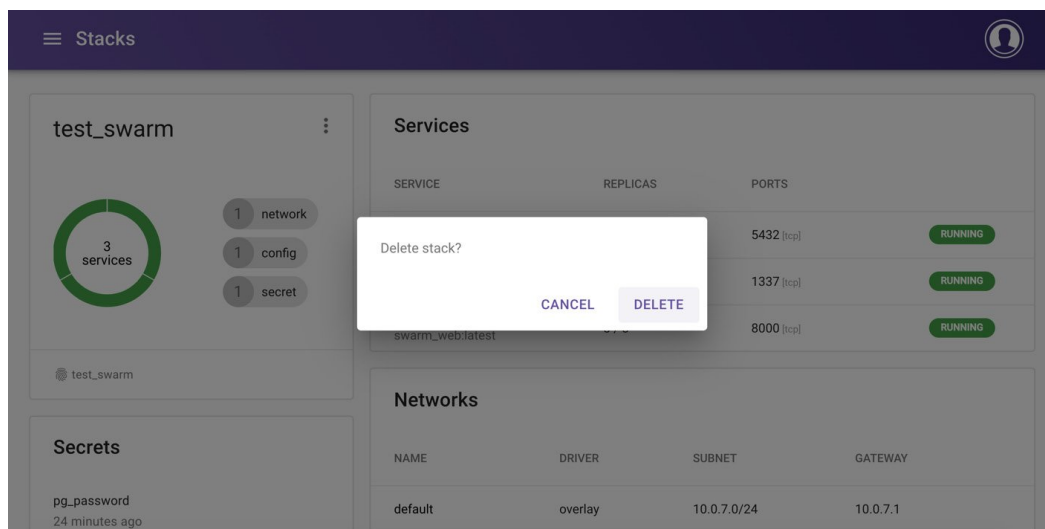 Stacks
test_swarm
3
services
1 network
1 config
1 secret
test_swarm
Secrets
pg_password
24 minutes ago
Services
SERVICE REPLICAS PORTS
5432 [tcp] RUNNING
1337 [tcp] RUNNING
8000 [tcp] RUNNING
swarm_web:latest
Delete stack?
CANCEL DELETE
Networks
NAME DRIVER SUBNET GATEWAY
default overlay 10.0.7.0/24 10.0.7.1